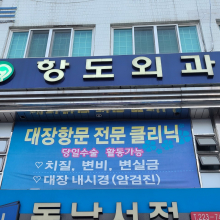 항도외과
대장항문 전문 클리닉
당일수술 활동가능
♡치질, 변비, 변실금
♡대장 내시경(암검진)
동남서적